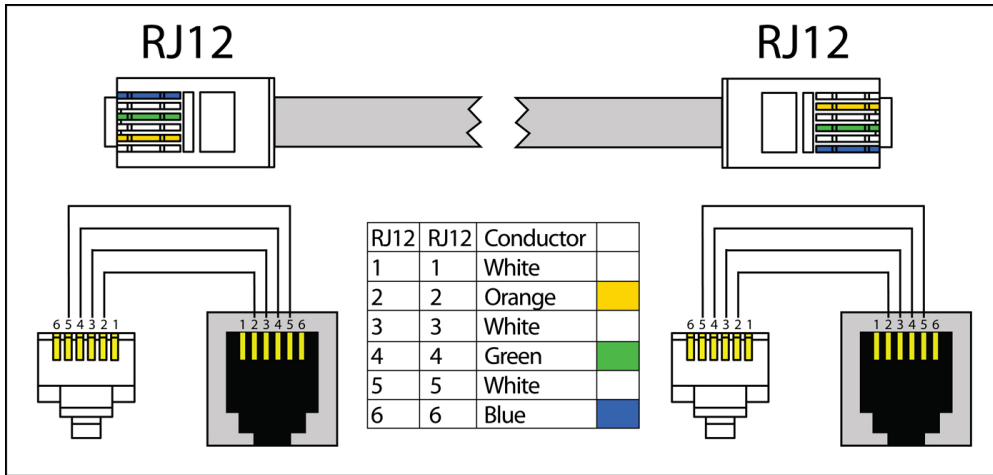 RJ12
RJ12
RJ12 RJ12 Conductor
1 1 White
2 2 Orange
3 3 White
4 4 Green
5 5 White
6 6 Blue
6 5 4 3 2 1
1 2 3 4 5 6
6 5 4 3 2 1
1 2 3 4 5 6